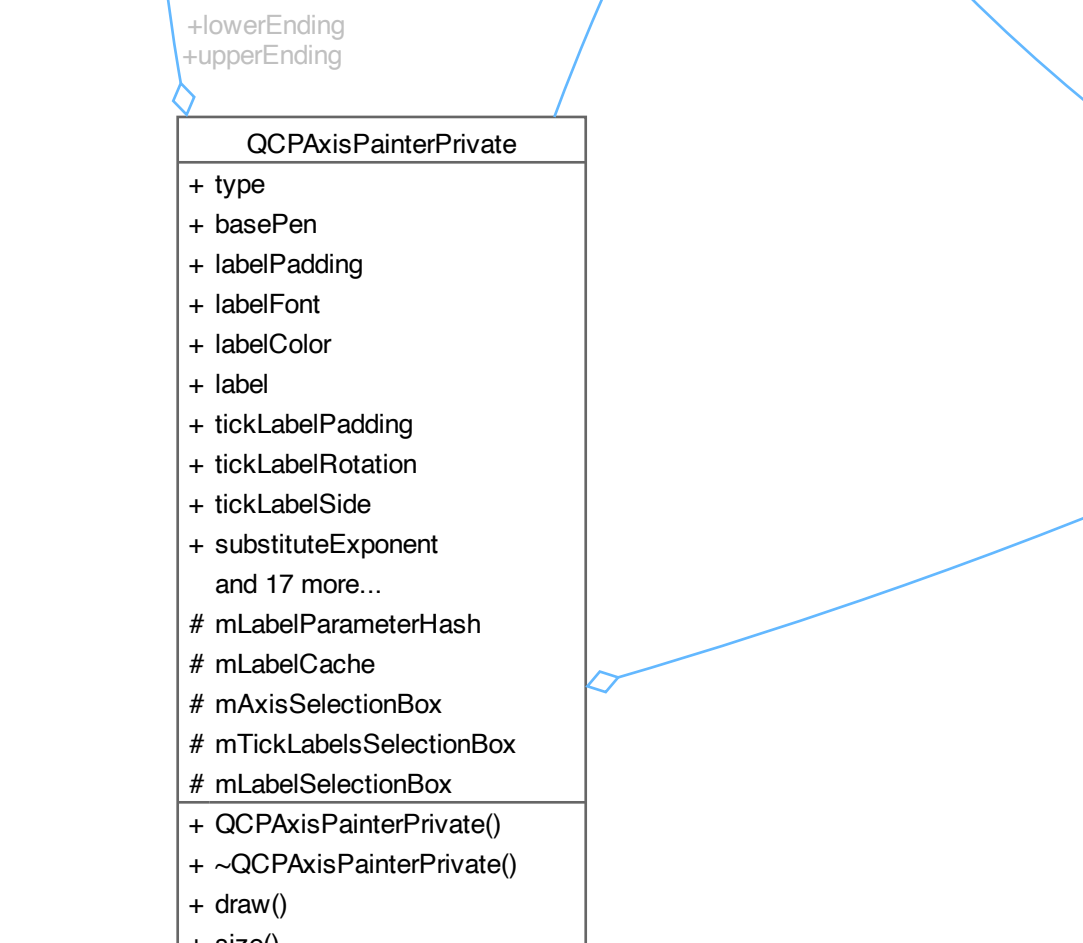 +lowerEnding
+upperEnding
QCPAxisPainterPrivate
+ type
+ basePen
+ labelPadding
+ labelFont
+ labelColor
+ label
+ tickLabelPadding
+ tickLabelRotation
+ tickLabelSide
+ substituteExponent
and 17 more...
# mLabelParameterHash
# mLabelCache
# mAxisSelectionBox
# mTickLabelsSelectionBox
# mLabelSelectionBox
+ QCPAxisPainterPrivate()
+ ~QCPAxisPainterPrivate()
+ draw()
+ size()